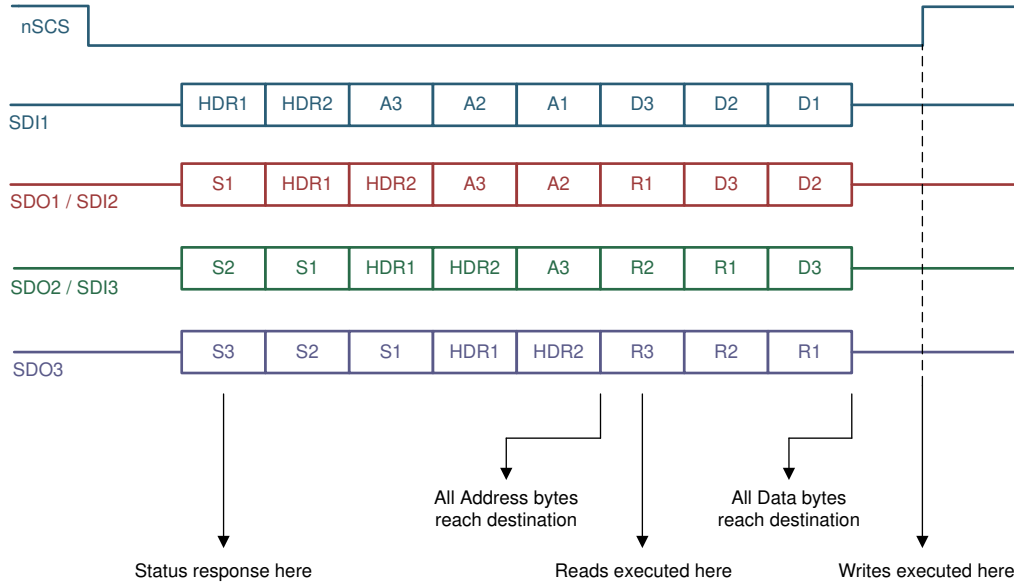 nSCS
HDR1 HDR2 A3 A2 A1 D3 D2 D1
SDI1
S1 HDR1 HDR2 A3 A2 R1 D3 D2
SDO1 / SDI2
S2 S1 HDR1 HDR2 A3 R2 R1 D3
SDO2 / SDI3
S3 S2 S1 HDR1 HDR2 R3 R2 R1
SDO3
All Address bytes
reach destination
All Data bytes
reach destination
Status response here
Reads executed here
Writes executed here